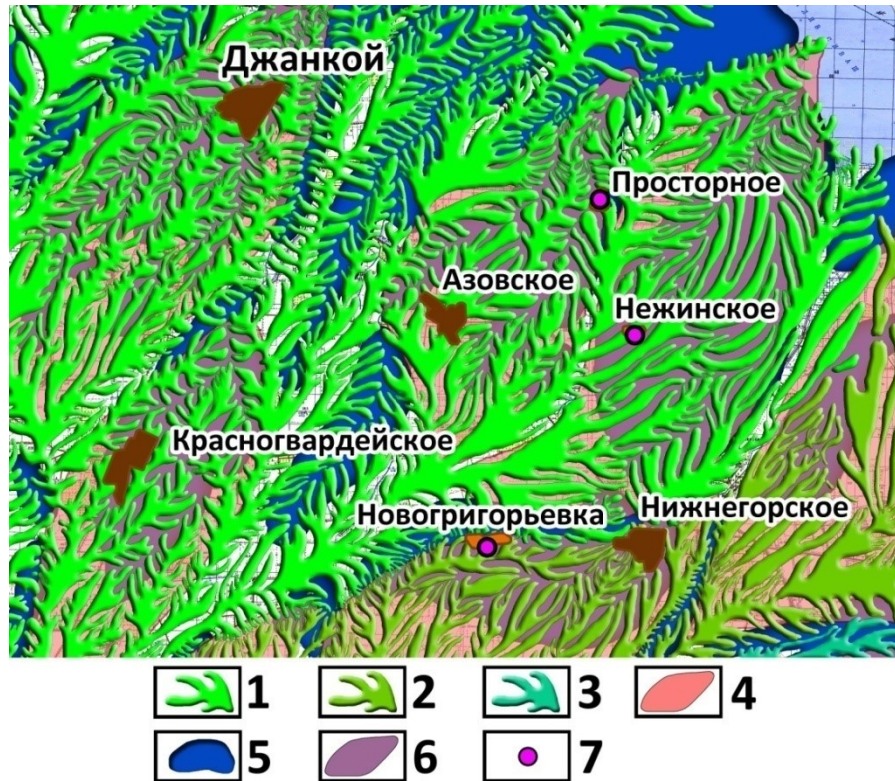 Джанкой
Просторное
Азовское
Нежинское
Красногвардейское
Новогригорьевка
Нижнегорское
1 2 3 4
5 6 7